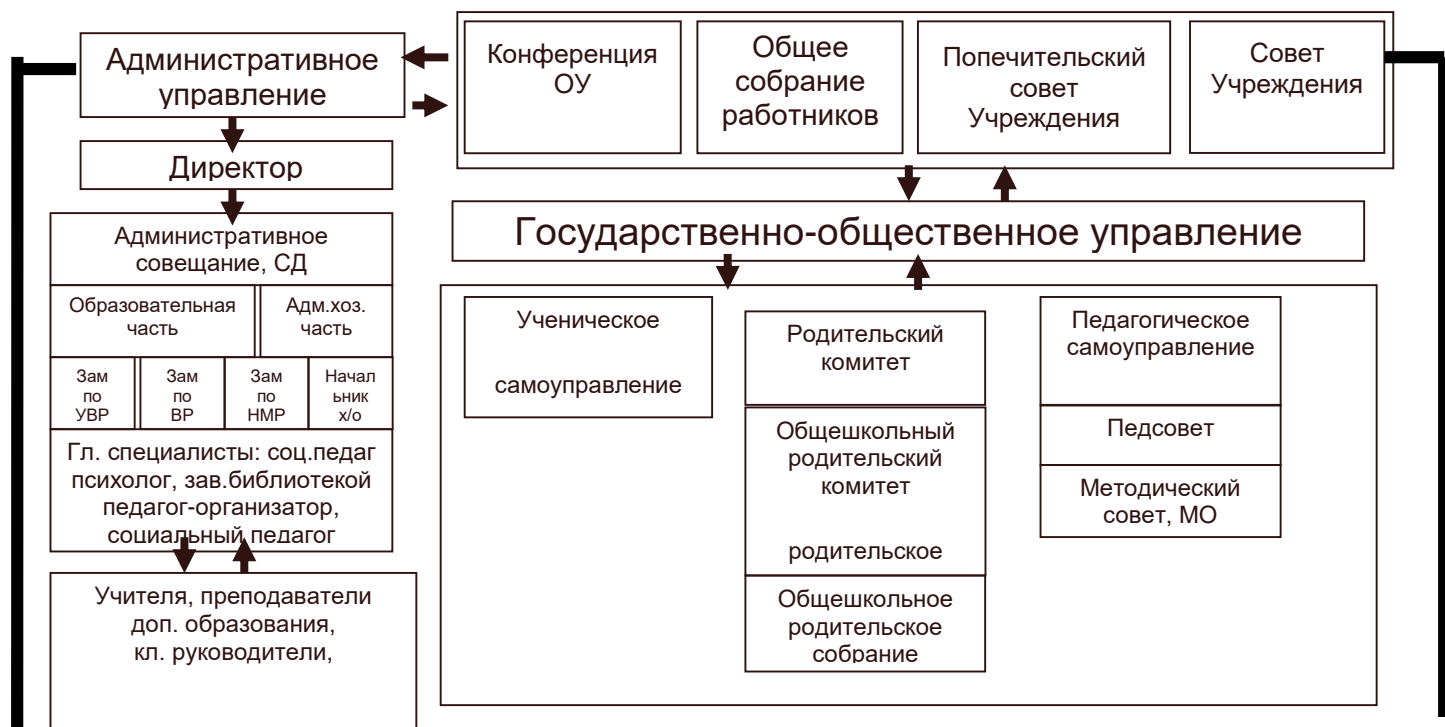 Административное
управление
Конференция
ОУ
Общее
собрание
работников
Попечительский
совет
Учреждения
Совет
Учреждения
Директор
Государственно-общественное управление
Административное
совещание, СД
Образовательная
часть
Адм.хоз.
часть
Зам
по
УВР
Зам
по
ВР
Зам
по
НМР
Начал
ьник
х/о
Гл. специалисты: соц.педаг
психолог, зав.библиотекой
педагог-организатор,
социальный педагог
Учителя, преподаватели
доп. образования,
кл. руководители,
Ученическое
самоуправление
Родительский
комитет
Общешкольный
родительский
комитет
родительское
Общешкольное
родительское
собрание
Педагогическое
самоуправление
Педсовет
Методический
совет, МО